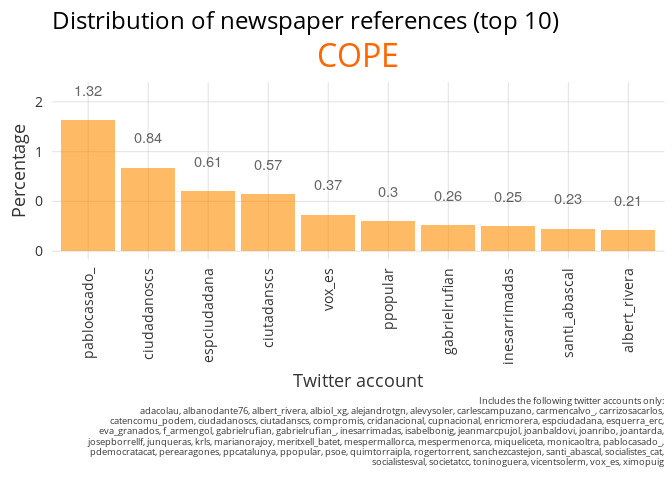 Distribution of newspaper references (top 10)
COPE
1.32
0.84
0.61
0.57
0.37
0.3
0.26
0.25
0.23
0.21
2
1
0
0
Percentage
pablocasado_
ciudadanoscs
espciudadana
ciutadanscs
vox_es
ppopular
gabrielrufian
inesarrimadas
santi_abascal
albert_rivera
Twitter account
Includes the following twitter accounts only:
adacolau, albanodante76, albert_rivera, albiol_xg, alejandrotgn, alevysoler, carlescampuzano, carmencalvo_, carrizosacarlos,
catencomu_podem, ciudadanoscs, ciutadanscs, compromis, cridanacional, cupnacional, enricmorera, espciudadana, esquerra_erc,
eva_granados, f_armengol, gabrielrufian, gabrielrufian_, inesarrimadas, isabelbonig, jeanmarcpujol, joanbaldovi, joanribo, joantarda,
josepborrellf, junqueras, krls, marianorajoy, meritxell_batet, mespermallorca, mespermenorca, miqueliceta, monicaoltra, pablocasado_,
pdemocratacat, perearagones, ppcatalunya, ppopular, psoe, quimtorraipla, rogertorrent, sanchezcastejon, santi_abascal, socialistes_cat,
socialistesval, societatcc, toninoguera, vicentsolerm, vox_es, ximopuig